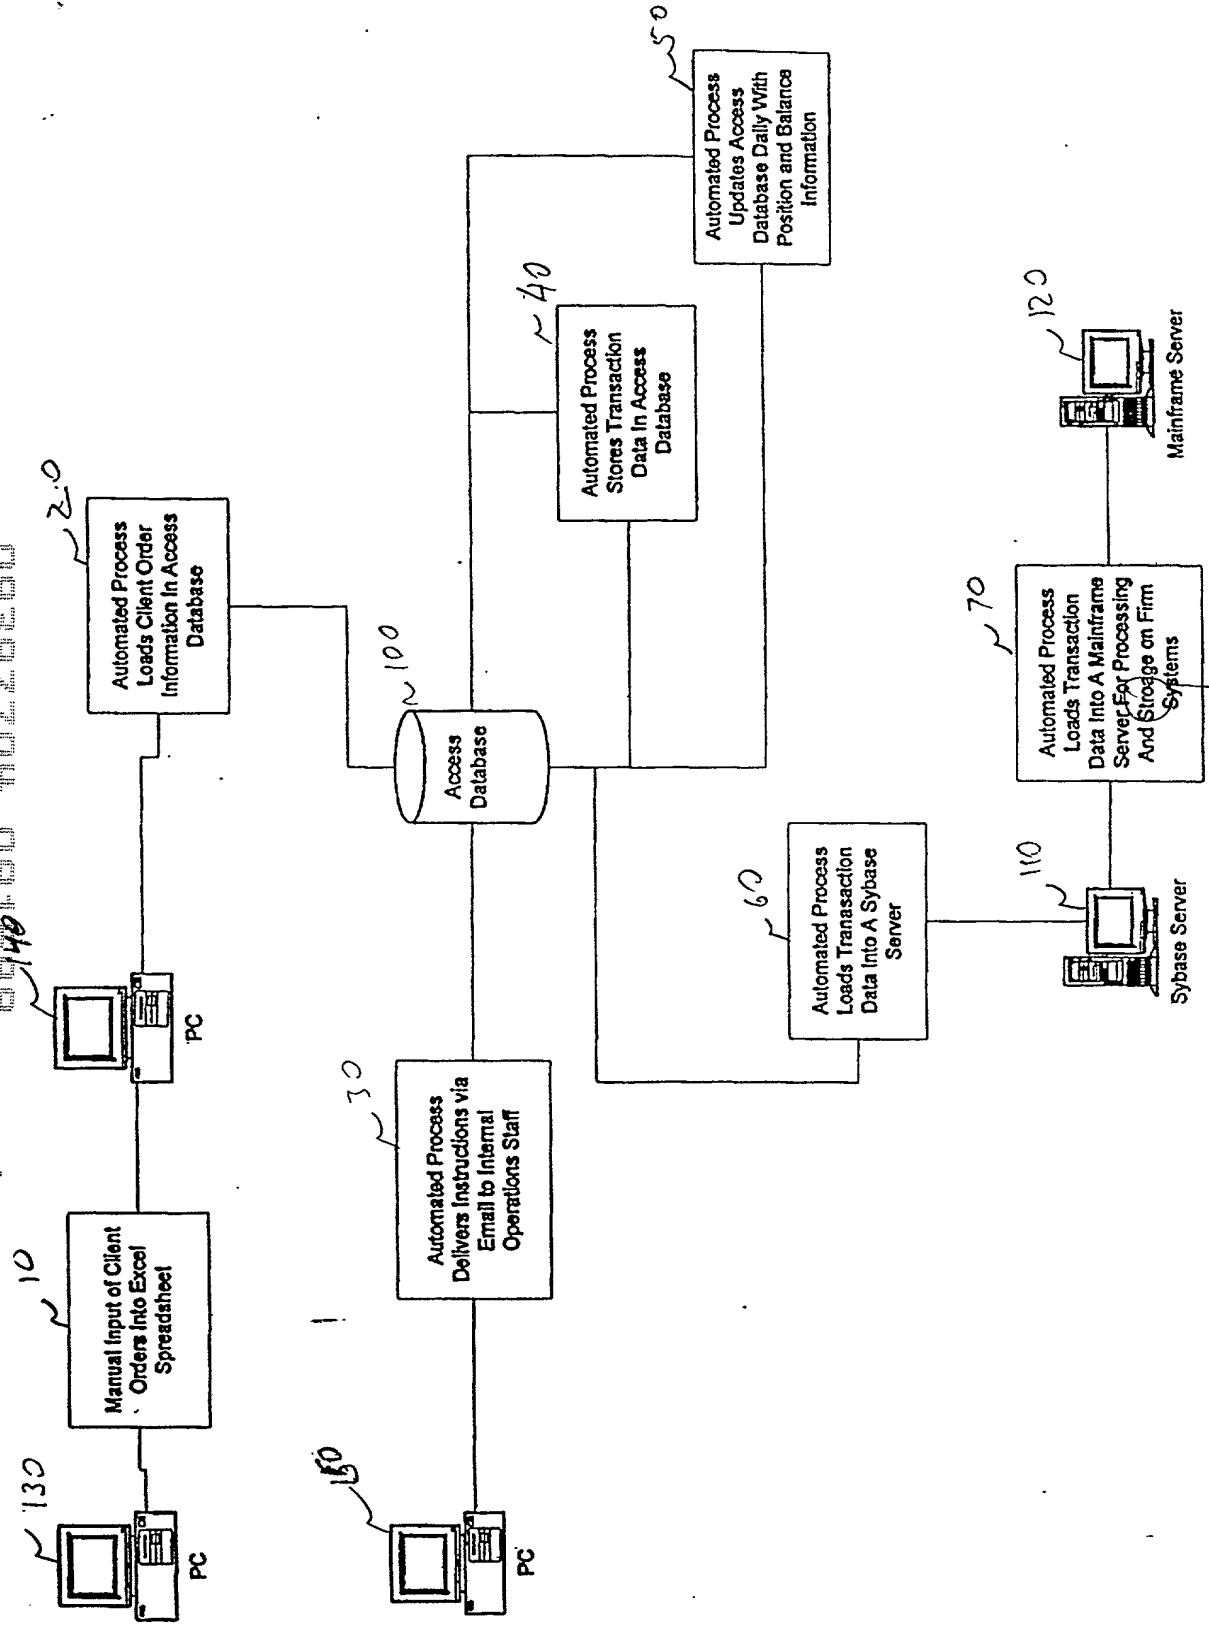 130
PC
10
Manual Input of Client
Orders Into Excel
Spreadsheet
140
PC
20
Automated Process
Loads Client Order
Information In Access
Database
150
PC
30
Automated Process
Delivers Instructions via
Email to Internal
Operations Staff
100
Access
Database
40
Automated Process
Stores Transaction
Data In Access
Database
50
Automated Process
Updates Access
Database Daily With
Position and Balance
Information
60
Automated Process
Loads Tranasaction
Data Into A Sybase
Server
110
Sybase Server
70
Automated Process
Loads Transaction
Data Into A Mainframe
Server For Processing
And Stroage on Firm
Systems
120
Mainframe Server